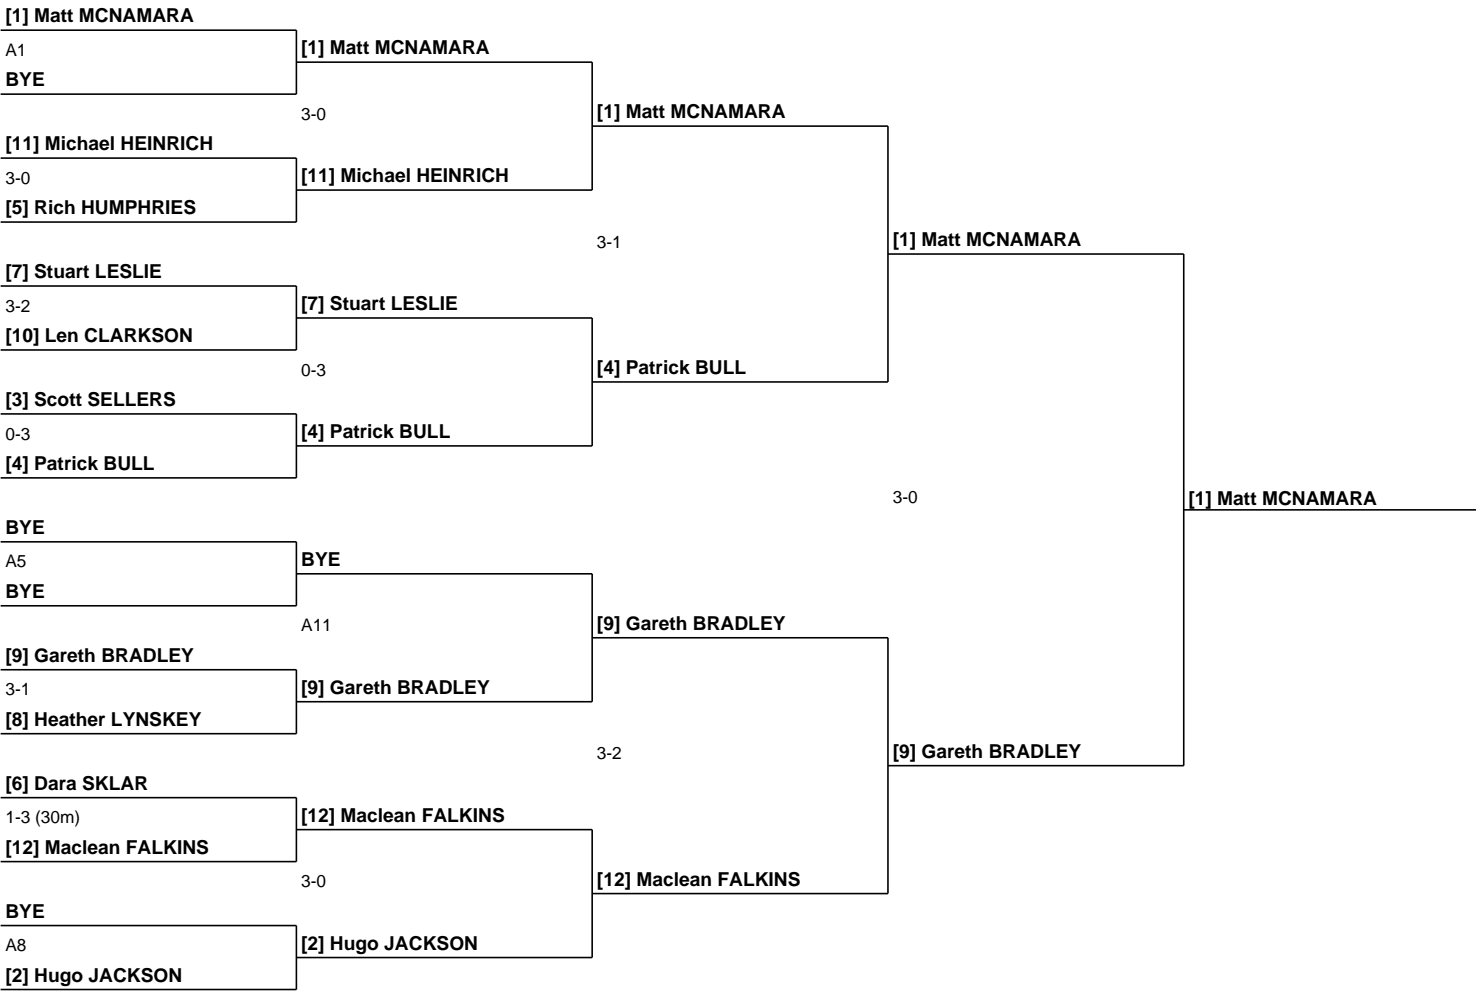 [1] Matt MCNAMARA
A1
BYE
[11] Michael HEINRICH
3-0
[5] Rich HUMPHRIES
[7] Stuart LESLIE
3-2
[10] Len CLARKSON
[3] Scott SELLERS
0-3
[4] Patrick BULL
BYE
A5
BYE
[9] Gareth BRADLEY
3-1
[8] Heather LYNSKEY
[6] Dara SKLAR
1-3 (30m)
[12] Maclean FALKINS
BYE
A8
[2] Hugo JACKSON
[1] Matt MCNAMARA
3-0
[11] Michael HEINRICH
[7] Stuart LESLIE
0-3
[4] Patrick BULL
BYE
A11
[9] Gareth BRADLEY
[12] Maclean FALKINS
3-0
[2] Hugo JACKSON
[1] Matt MCNAMARA
3-1
[4] Patrick BULL
[9] Gareth BRADLEY
3-2
[12] Maclean FALKINS
[1] Matt MCNAMARA
3-0
[9] Gareth BRADLEY
[1] Matt MCNAMARA